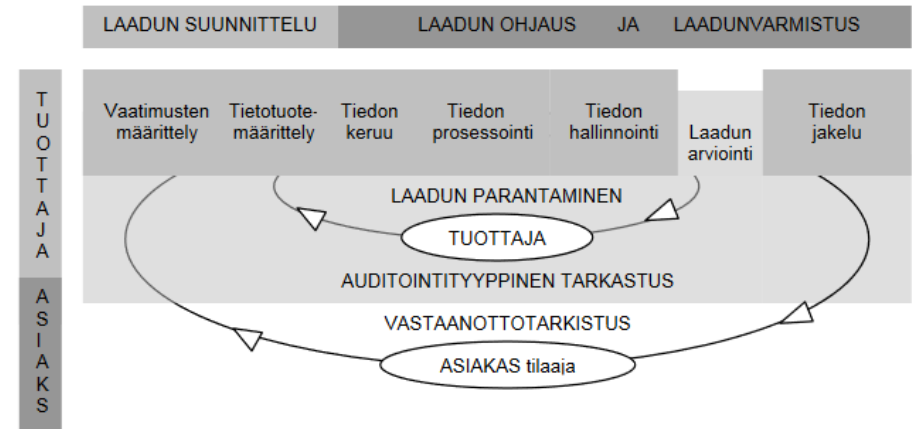 LAADUN SUUNNITTELU
LAADUN OHJAUS JA LAADUNVARMISTUS
TUOTTAJA
Vaatimusten
määrittely
Tietotuote-
määrittely
Tiedon
keruu
Tiedon
prosessointi
Tiedon
hallinnointi
Laadun
arviointi
Tiedon
jakelu
LAADUN PARANTAMINEN
TUOTTAJA
AUDITOINTITYYPPINEN TARKASTUS
ASIAKS
VASTAANOTTOTARKISTUS
ASIAKAS tilaaja